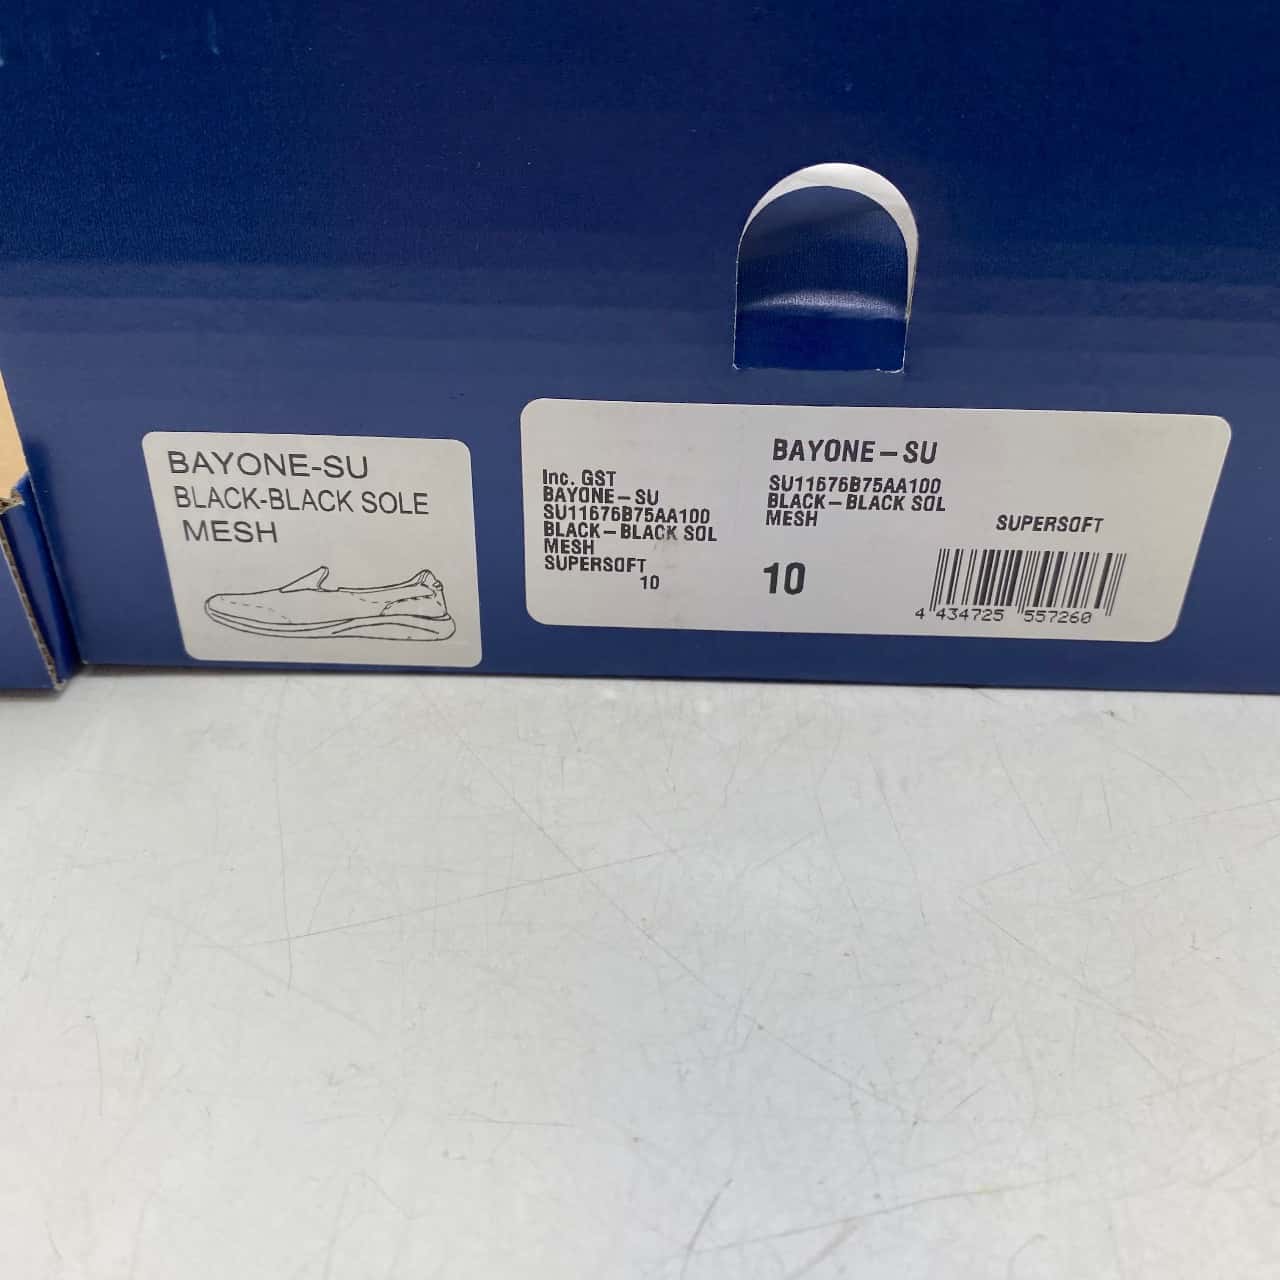 BAYONE-SU
BLACK-BLACK SOLE
MESH
Inc. GST
BAYONE-SU
SU11676B75AA100
BLACK-BLACK SOL
MESH
SUPERSOFT
10
BAYONE-SU
SU11676B75AA100
BLACK-BLACK SOL
MESH
SUPERSOFT
10
4 434725 557260